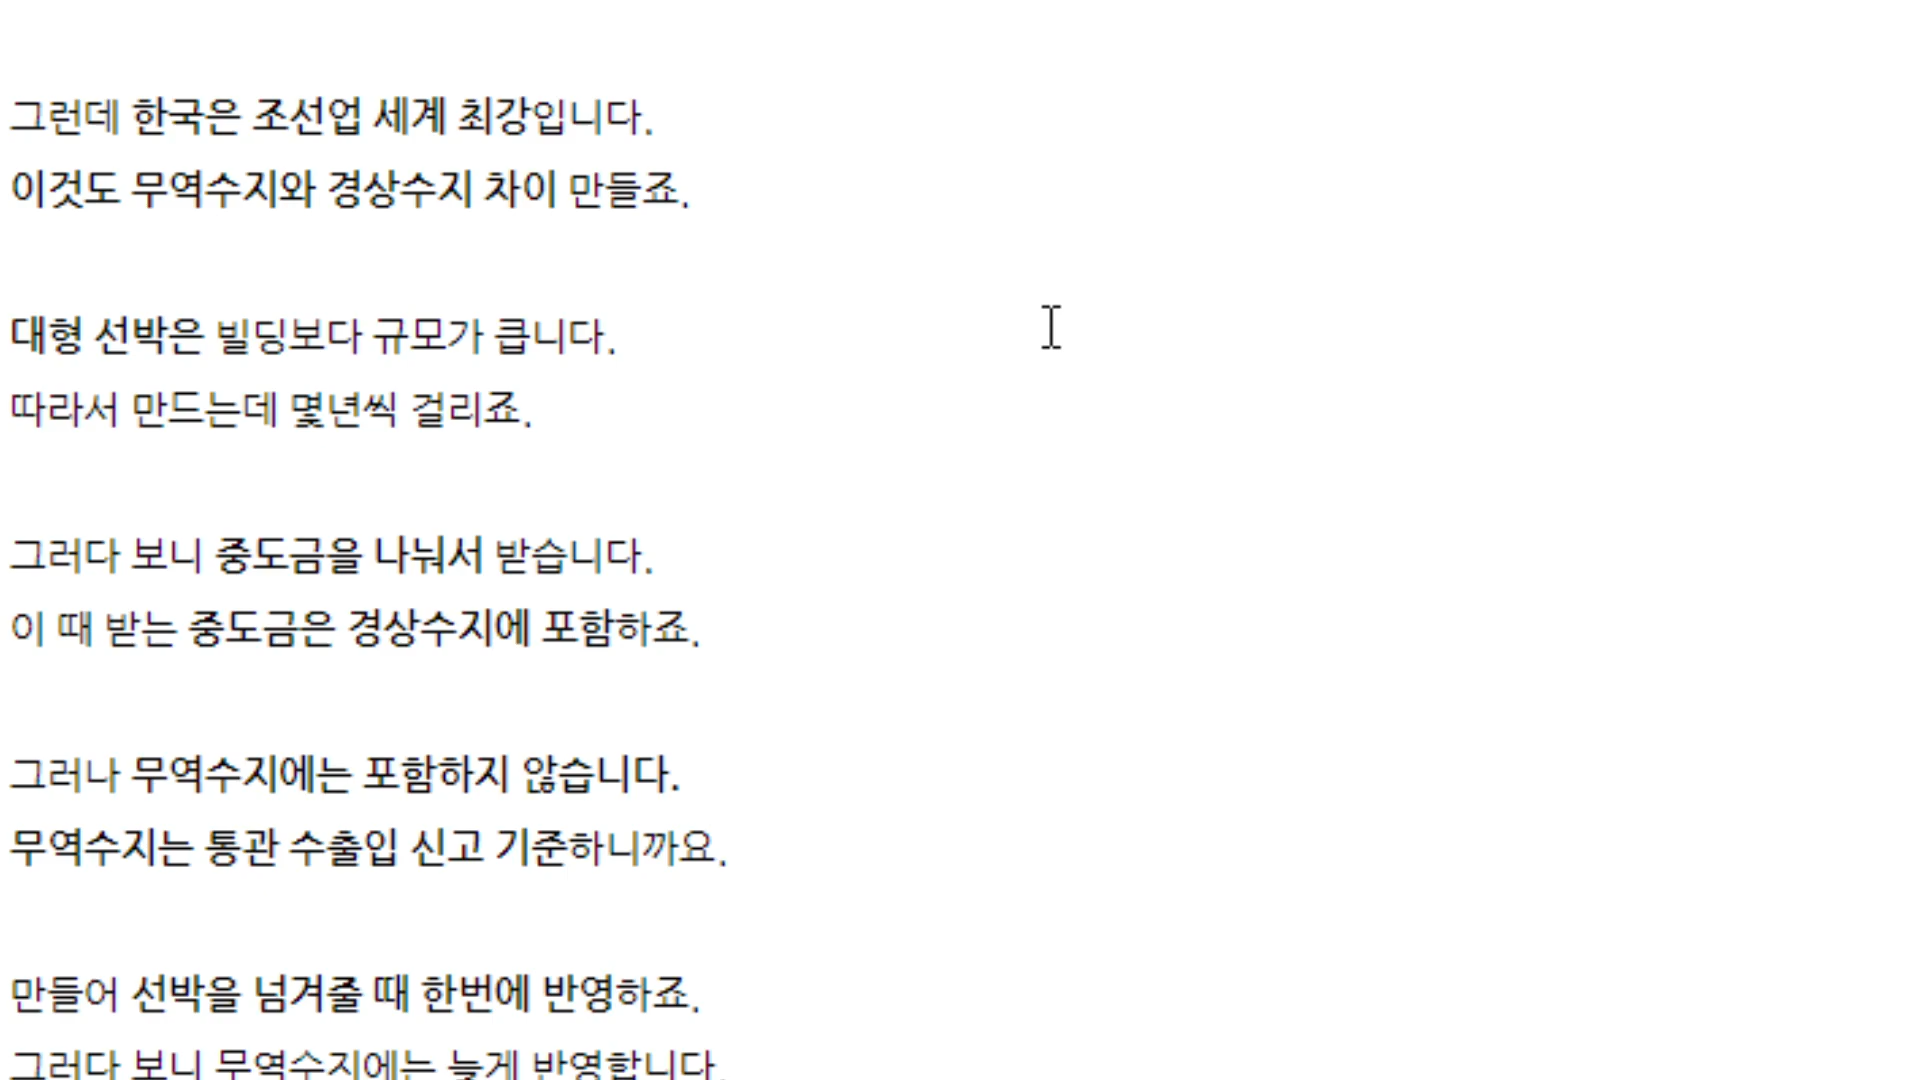 그런데 한국은 조선업 세계 최강입니다.
이것도 무역수지와 경상수지 차이 만들죠.
대형 선박은 빌딩보다 규모가 큽니다.
따라서 만드는데 몇년씩 걸리죠.
그러다 보니 중도금을 나눠서 받습니다.
이 때 받는 중도금은 경상수지에 포함하죠.
그러나 무역수지에는 포함하지 않습니다.
무역수지는 통관 수출입 신고 기준하니까요.
만들어 선박을 넘겨줄 때 한번에 반영하죠.
그러다 보니 무역수지에는 늦게 반영합니다.